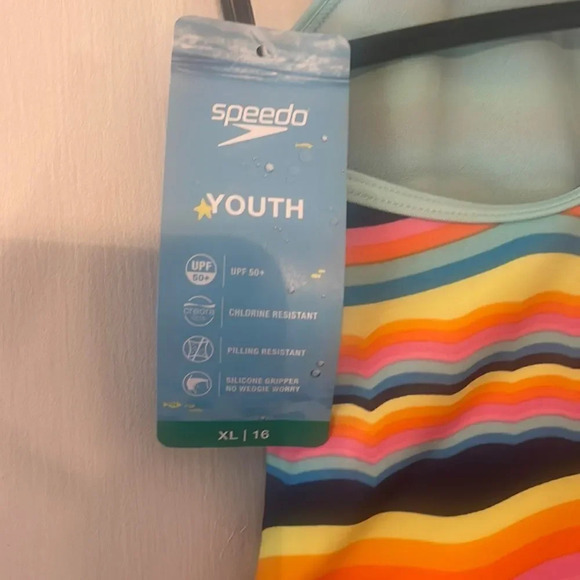 speedo
YOUTH
UPF
50+
UPF 50+
CHLORINE RESISTANT
PILLING RESISTANT
SILICONE GRIPPER
NO WEDGIE WORRY
XL | 16